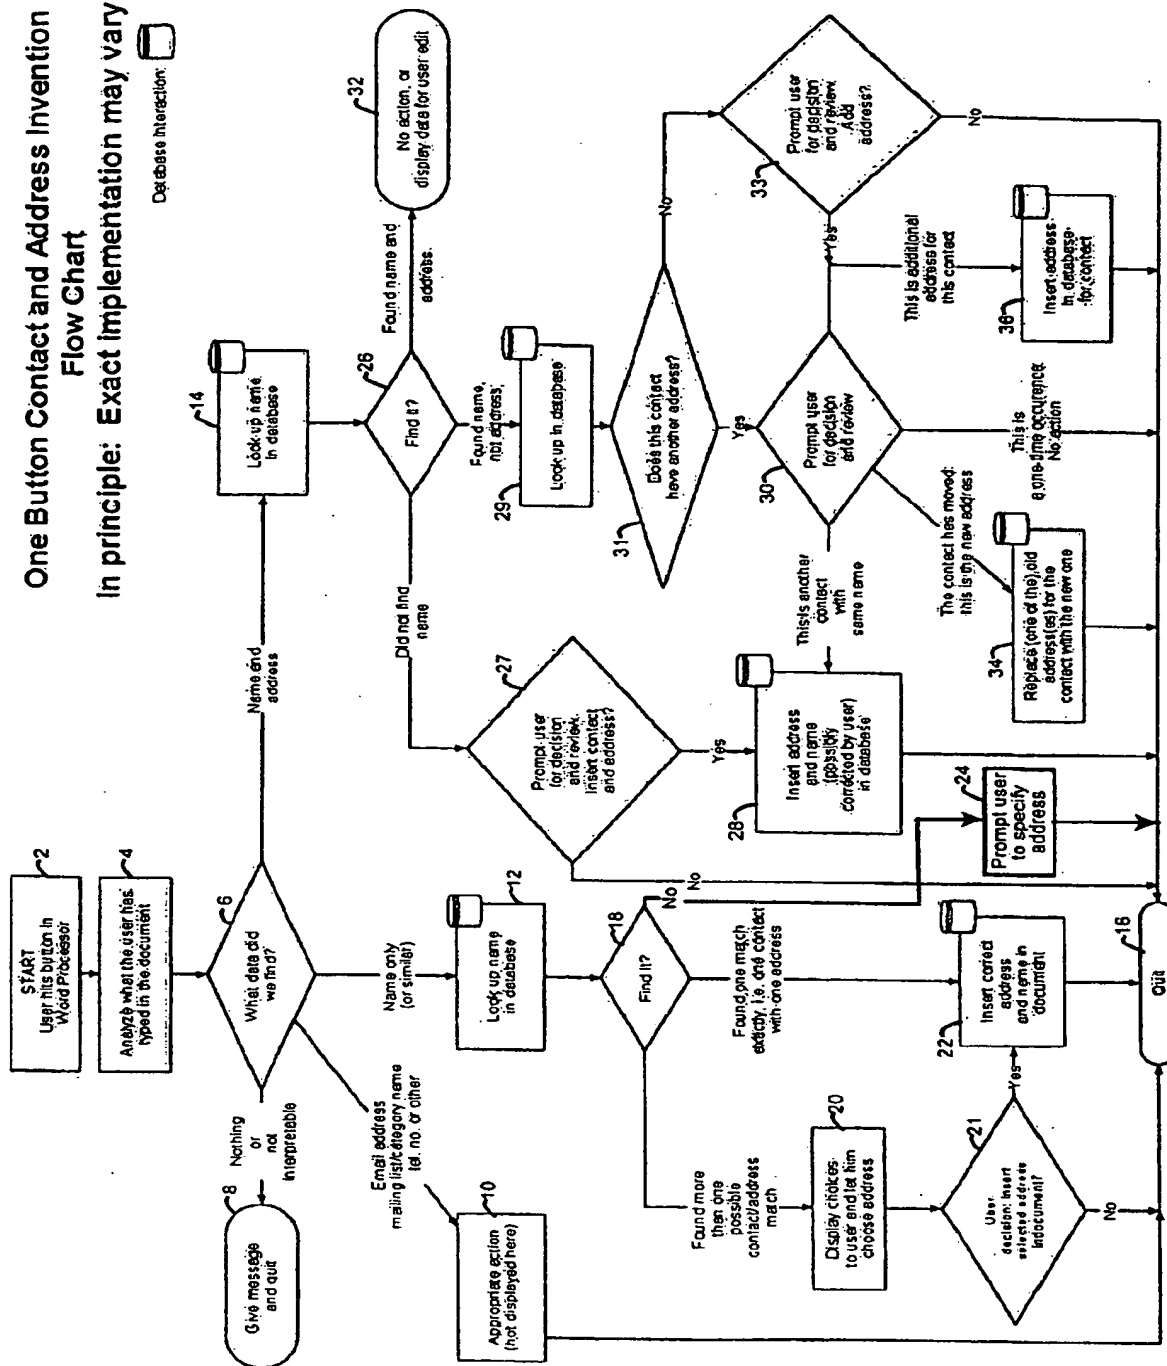 One Button Contact and Address Invention
Flow Chart
In principle: Exact implementation may vary
Database Interaction:
2
START
User hits button in
Word Processor
4
Analyze what the user has
typed in the document
6
What data did
we find?
Nothing
or
not
Interpretable
8
Give message
and quit
Email address
mailing list/category name
tel. no. or other
10
Appropriate action
(not displayed here)
Name only
(or similar)
12
Look up name
in database
18
Find it?
Found more
than one
possible
contact/address
match
20
Display choices
to user and let him
choose address
21
User
decision: Insert
selected address
In document?
Yes
No
Found one match
exactly, i.e. one contact
with one address
22
Insert correct
address
and name in
document
No
24
Prompt user
to specify
address
16
Quit
Name and
address
14
Look up name
in database
26
Find it?
Found name and
address.
32
No action, or
display data for user edit
Did not find
name
27
Prompt user
for decision
and review.
Insert contact
and address?
No
Yes
28
Insert address
and name
(possibly
corrected by user)
in database
Found name,
not address;
29
Look up in database
31
Does this contact
have another address?
Yes
No
30
Prompt user
for decision
and review
This is another
contact
with
same name
The contact has moved:
this is the new address
34
Replace (one of the) old
address(es) for the
contact with the new one
This is
a one-time occurence:
No action
33
Prompt user
for decision
and review.
Add
address?
Yes
No
This is additional
address for
this contact
36
Insert address
In database
for contact